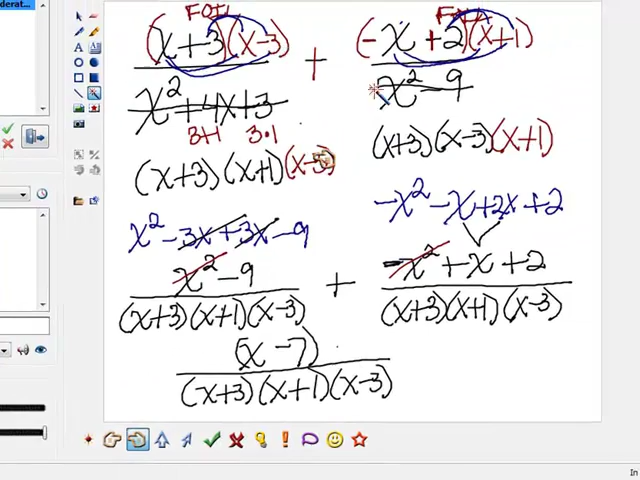 FOIL
(x+3)(x-3) + (-x+2)(x+1)
x²+4x+3 x²-9
3+1 3·1
(x+3)(x+1)(x-3) (x+3)(x-3)(x+1)
x²-3x+3x-9 -x²-x+2x+2
x²-9 + -x²+x+2
(x+3)(x+1)(x-3) (x+3)(x+1)(x-3)
(x-7)
(x+3)(x+1)(x-3)
In